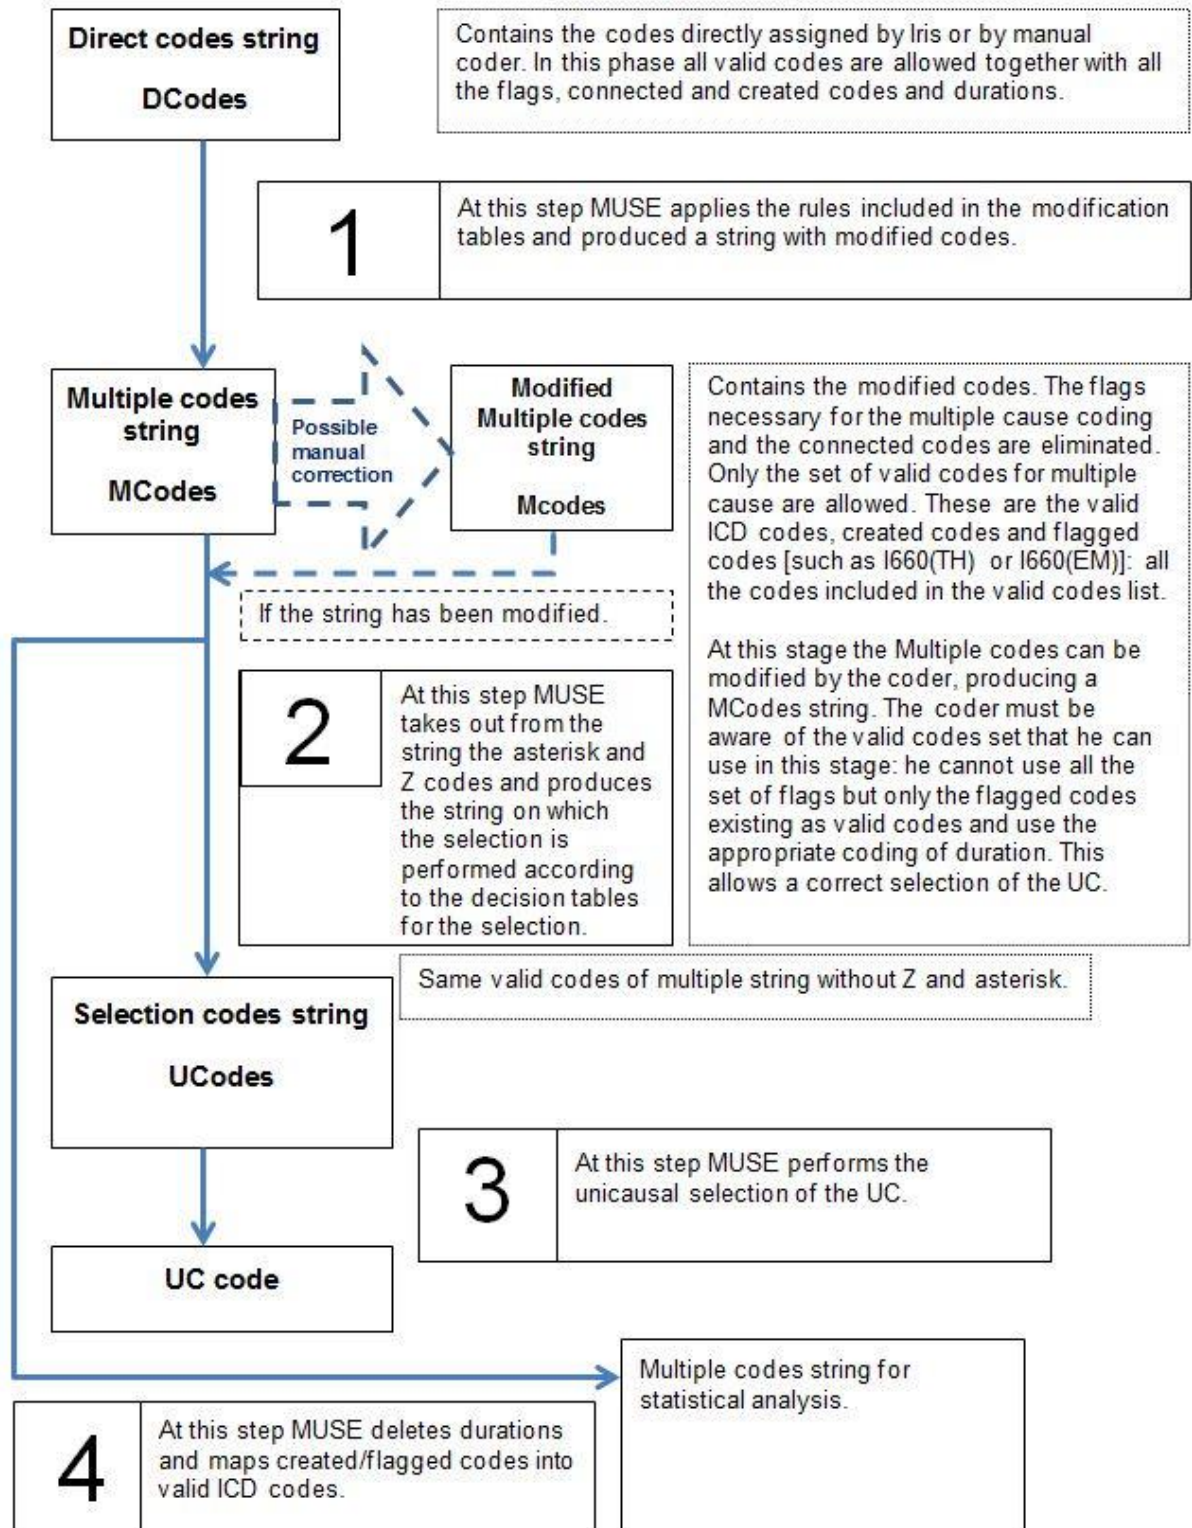 Direct codes string
DCodes
Contains the codes directly assigned by Iris or by manual
coder. In this phase all valid codes are allowed together with all
the flags, connected and created codes and durations.
1
At this step MUSE applies the rules included in the modification
tables and produced a string with modified codes.
Multiple codes
string
MCodes
Possible
manual
correction
Modified
Multiple codes
string
Mcodes
Contains the modified codes. The flags
necessary for the multiple cause coding
and the connected codes are eliminated.
Only the set of valid codes for multiple
cause are allowed. These are the valid
ICD codes, created codes and flagged
codes [such as I660(TH) or I660(EM)]: all
the codes included in the valid codes list.
At this stage the Multiple codes can be
modified by the coder, producing a
MCodes string. The coder must be
aware of the valid codes set that he can
use in this stage: he cannot use all the
set of flags but only the flagged codes
existing as valid codes and use the
appropriate coding of duration. This
allows a correct selection of the UC.
If the string has been modified.
2
At this step MUSE
takes out from the
string the asterisk and
Z codes and produces
the string on which
the selection is
performed according
to the decision tables
for the selection.
Same valid codes of multiple string without Z and asterisk.
Selection codes string
UCodes
3
At this step MUSE performs the
unicausal selection of the UC.
UC code
Multiple codes string for
statistical analysis.
4
At this step MUSE deletes durations
and maps created/flagged codes into
valid ICD codes.